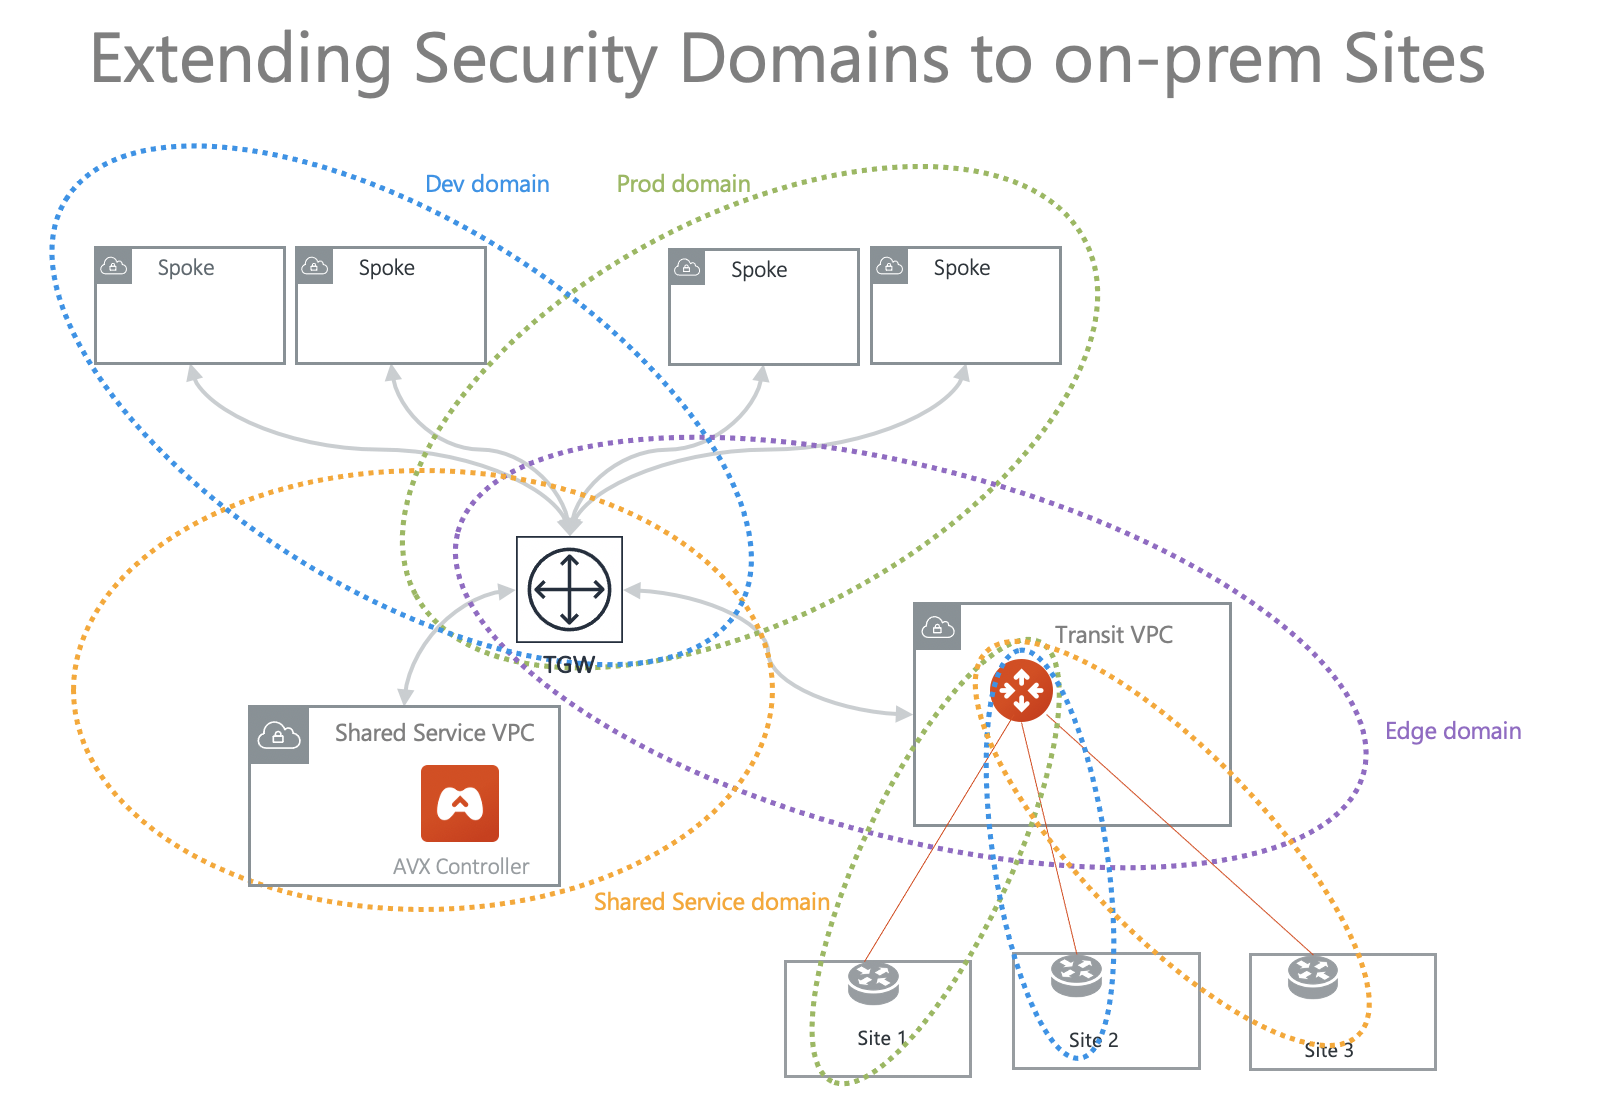 Extending Security Domains to on-prem Sites
Dev domain
Prod domain
Spoke
Spoke
Spoke
Spoke
TGW
Transit VPC
Shared Service VPC
Edge domain
AVX Controller
Shared Service domain
Site 1
Site 2
Site 3